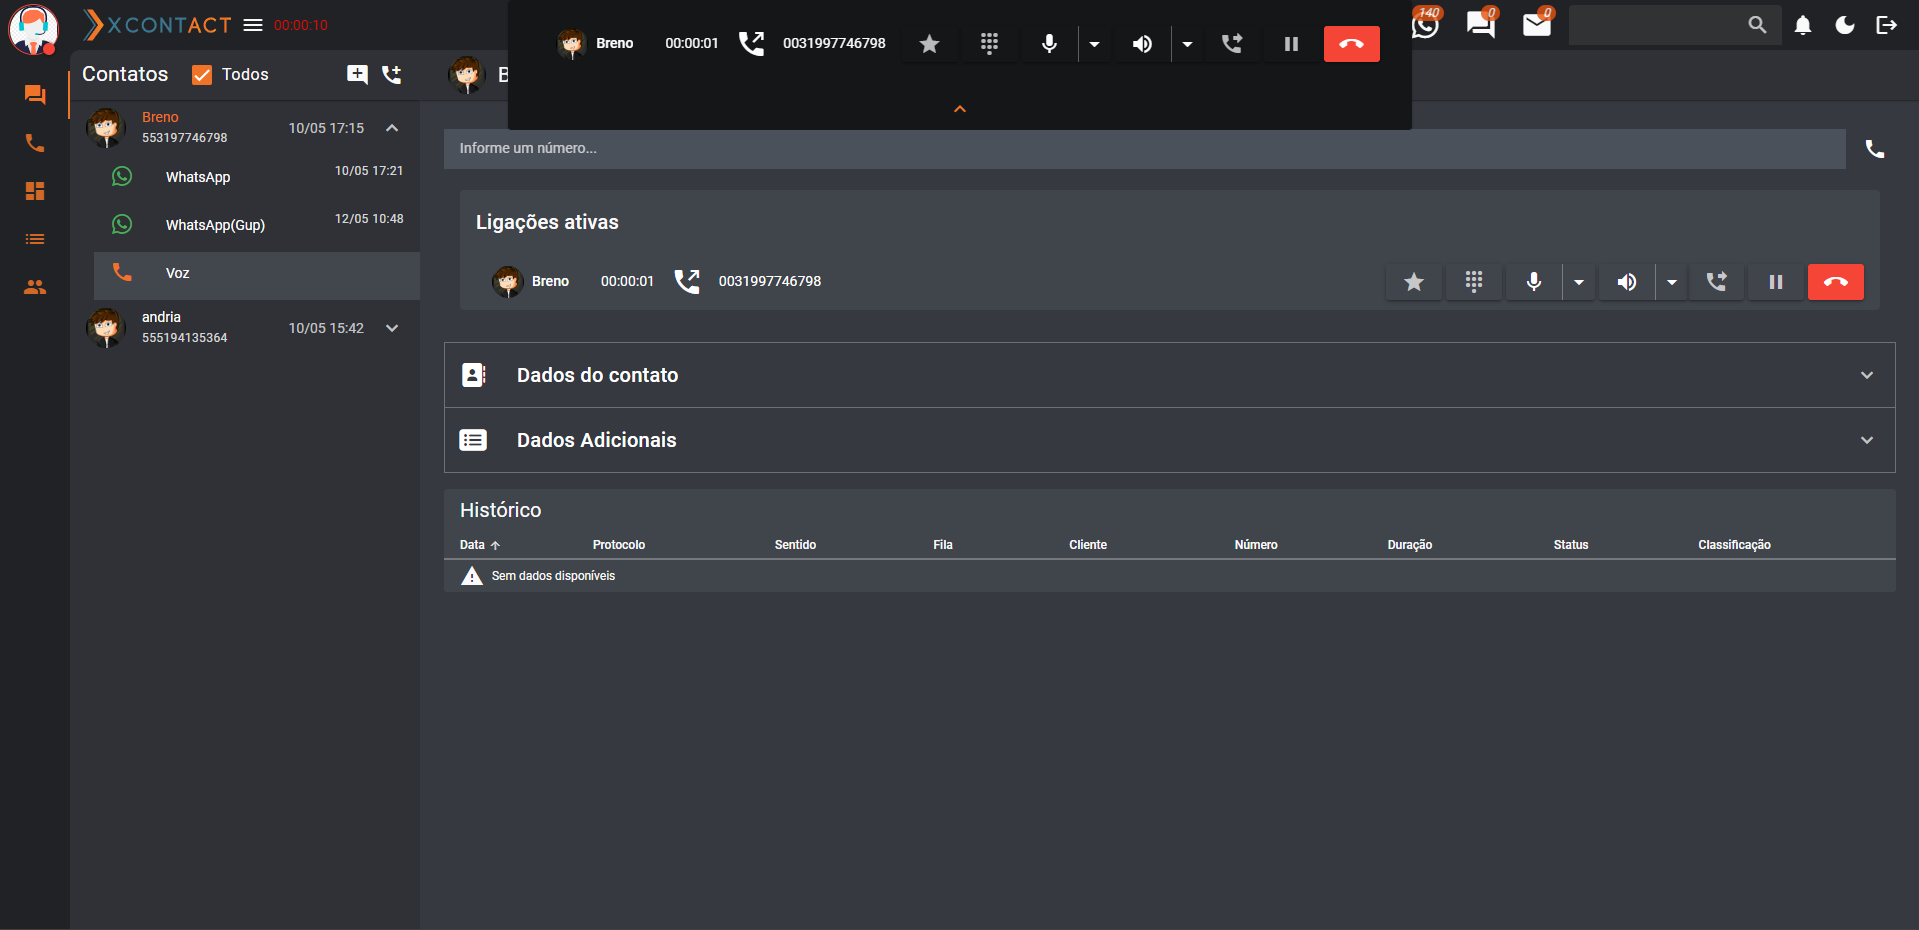 XCONTACT
00:00:10
Breno 00:00:01 0031997746798
140
0
0
Contatos Todos
B
Breno
553197746798
10/05 17:15
WhatsApp 10/05 17:21
WhatsApp(Gup) 12/05 10:48
Voz
andria
555194135364
10/05 15:42
Informe um número...
Ligações ativas
Breno 00:00:01 0031997746798
Dados do contato
Dados Adicionais
Histórico
Data Protocolo Sentido Fila Cliente Número Duração Status Classificação
Sem dados disponíveis